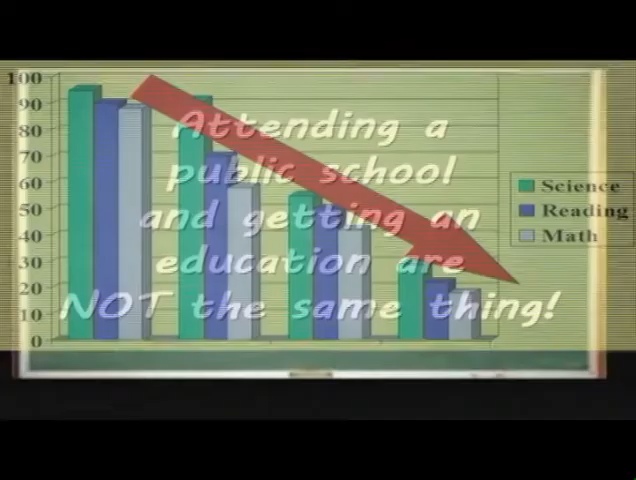 100
90
80
70
60
50
40
30
20
10
0
Attending a
public school
and getting an
education are
NOT the same thing!
Science
Reading
Math